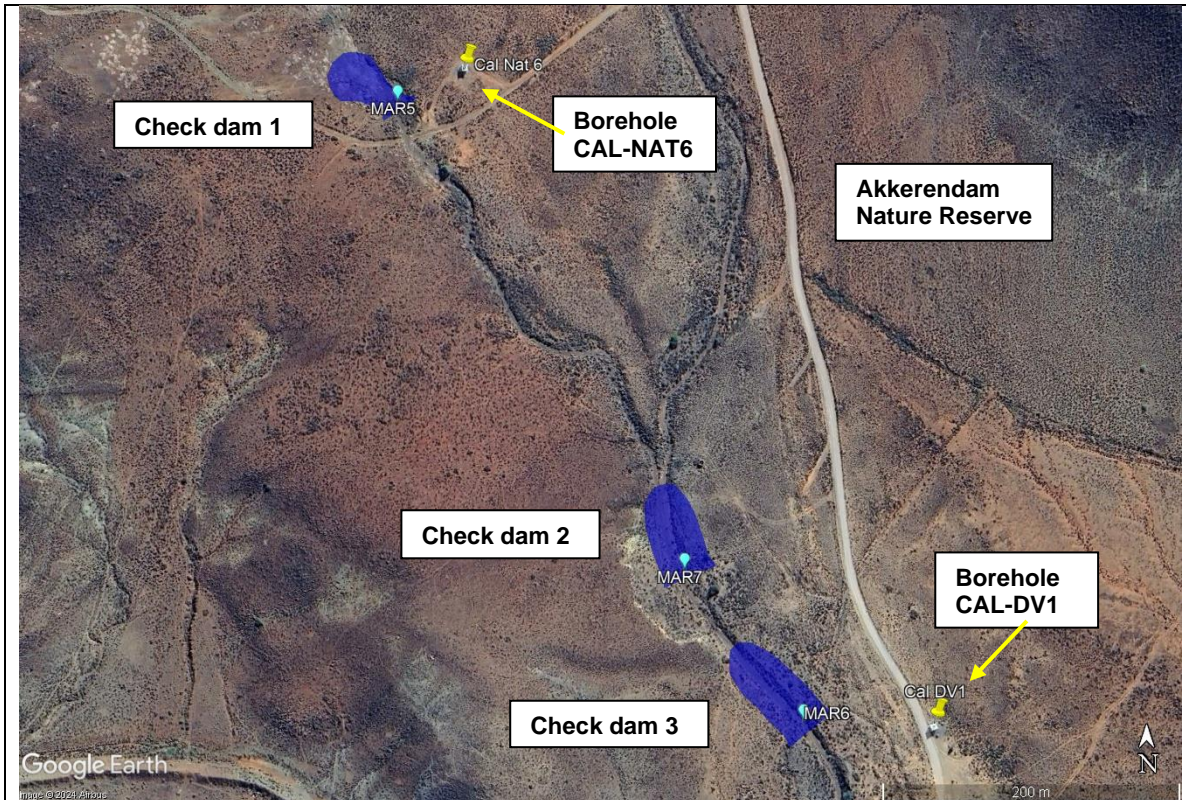 Cal Nat 6
MAR5
Check dam 1
Borehole
CAL-NAT6
Akkerendam
Nature Reserve
Check dam 2
MAR7
Borehole
CAL-DV1
Cal DV1
MAR6
Check dam 3
N
Google Earth
Image © 2024 Airbus
200 m